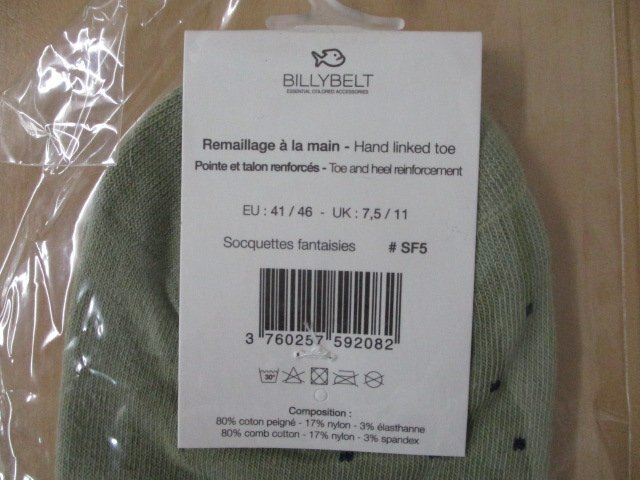 BILLYBELT
ESSENTIAL COLORED ACCESSORIES
Remaillage à la main - Hand linked toe
Pointe et talon renforcés - Toe and heel reinforcement
EU : 41 / 46 - UK : 7,5 / 11
Socquettes fantaisies # SF5
3 760257 592082
30°
Composition :
80% coton peigné - 17% nylon - 3% élasthanne
80% comb cotton - 17% nylon - 3% spandex